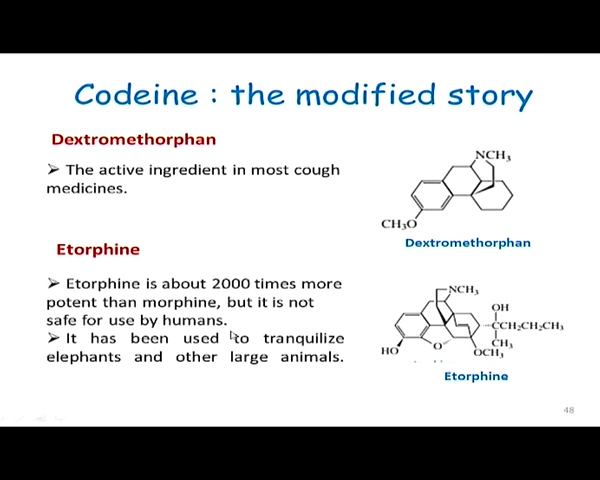 Codeine : the modified story
Dextromethorphan
➢ The active ingredient in most cough
medicines.
NCH₃
CH₃O
Dextromethorphan
Etorphine
➢ Etorphine is about 2000 times more
potent than morphine, but it is not
safe for use by humans.
➢ It has been used to tranquilize
elephants and other large animals.
NCH₃
OH
CCH₂CH₂CH₃
CH₃
HO
O
OCH₃
Etorphine
48